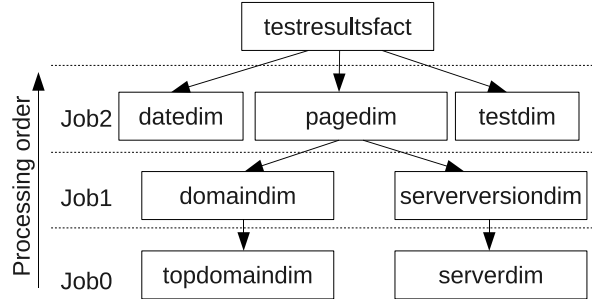 testresultsfact
Processing order
Job2
datedim
pagedim
testdim
Job1
domaindim
serverversiondim
Job0
topdomaindim
serverdim